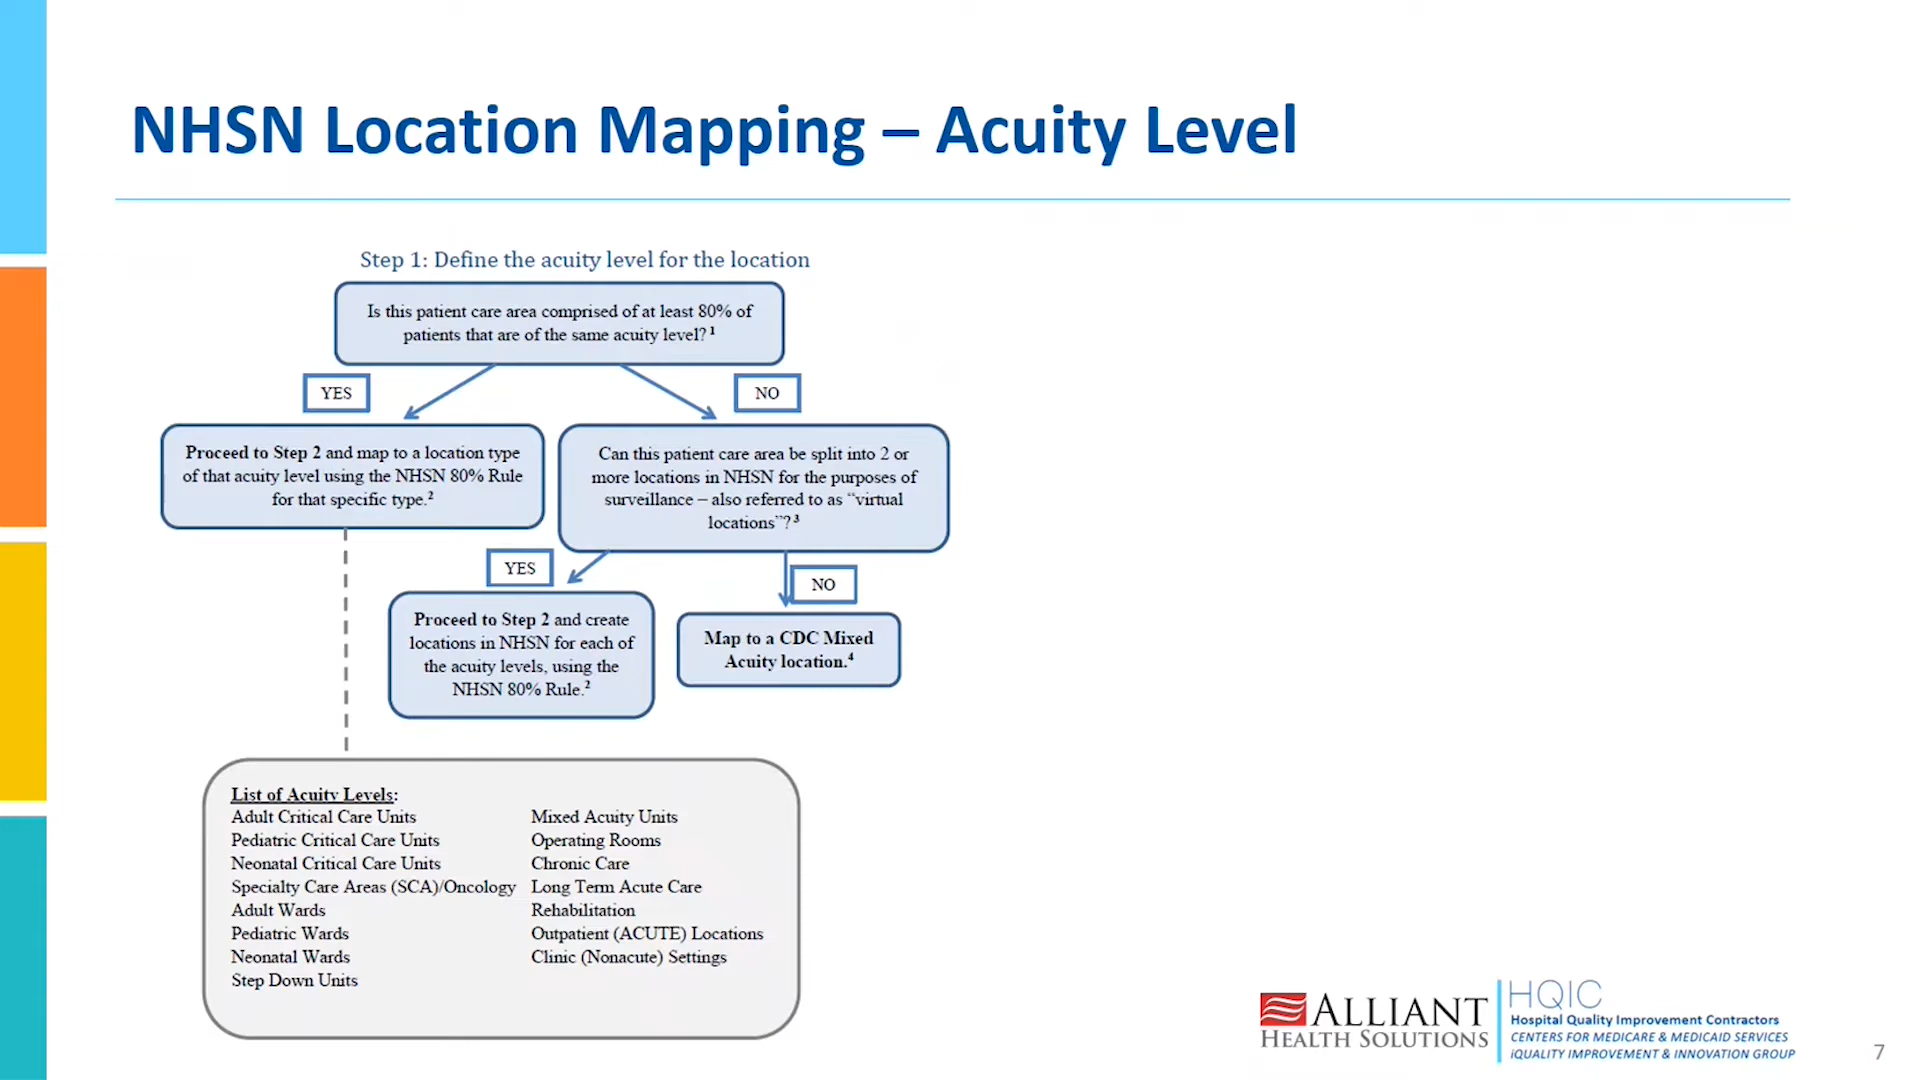 NHSN Location Mapping – Acuity Level
Step 1: Define the acuity level for the location
Is this patient care area comprised of at least 80% of
patients that are of the same acuity level? 1
YES
NO
Proceed to Step 2 and map to a location type
of that acuity level using the NHSN 80% Rule
for that specific type.2
Can this patient care area be split into 2 or
more locations in NHSN for the purposes of
surveillance – also referred to as “virtual
locations”? 3
YES
NO
Proceed to Step 2 and create
locations in NHSN for each of
the acuity levels, using the
NHSN 80% Rule.2
Map to a CDC Mixed
Acuity location.4
List of Acuity Levels:
Adult Critical Care Units
Pediatric Critical Care Units
Neonatal Critical Care Units
Specialty Care Areas (SCA)/Oncology
Adult Wards
Pediatric Wards
Neonatal Wards
Step Down Units
Mixed Acuity Units
Operating Rooms
Chronic Care
Long Term Acute Care
Rehabilitation
Outpatient (ACUTE) Locations
Clinic (Nonacute) Settings
ALLIANT
HEALTH SOLUTIONS
HQIC
Hospital Quality Improvement Contractors
CENTERS FOR MEDICARE & MEDICAID SERVICES
iQUALITY IMPROVEMENT & INNOVATION GROUP
7